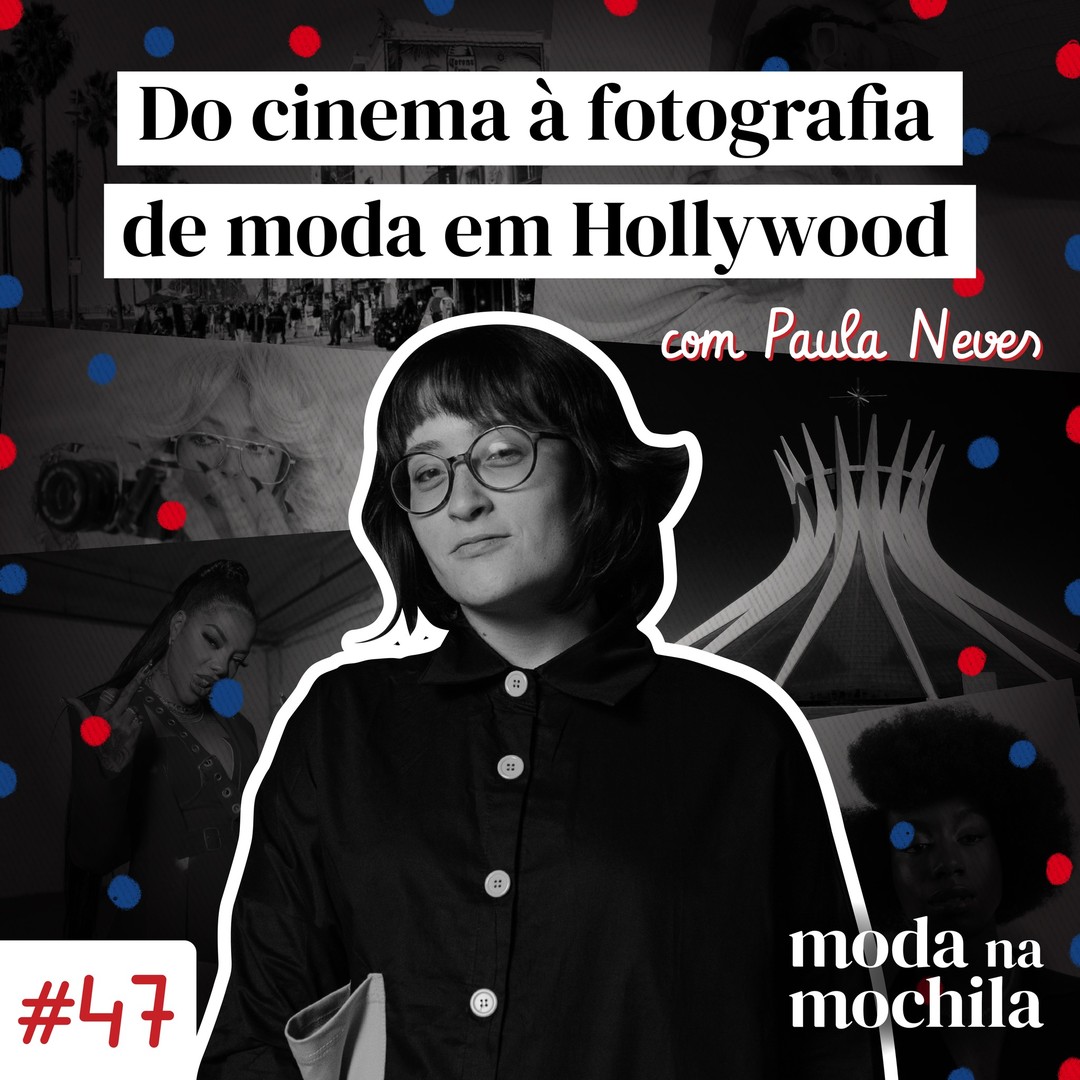 Do cinema à fotografia
de moda em Hollywood
com Paula Neves
#47
moda na
mochila